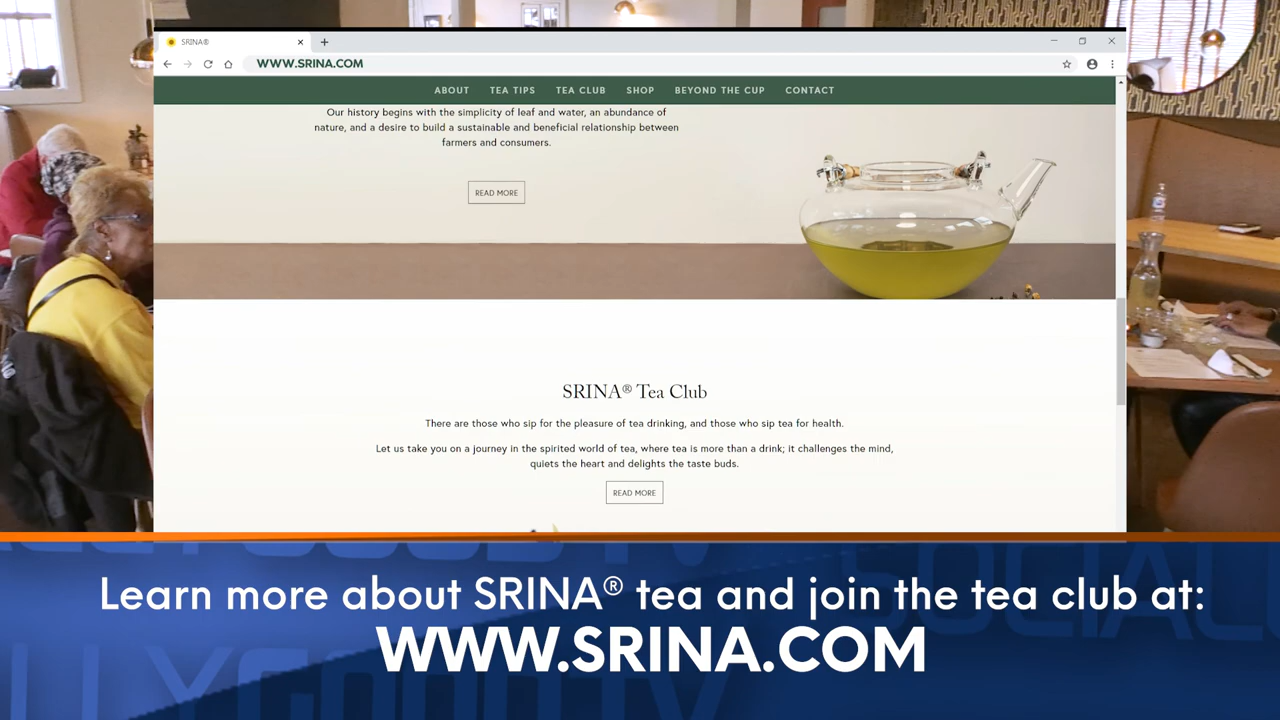 SRINA®
WWW.SRINA.COM
ABOUT TEA TIPS TEA CLUB SHOP BEYOND THE CUP CONTACT
Our history begins with the simplicity of leaf and water, an abundance of
nature, and a desire to build a sustainable and beneficial relationship between
farmers and consumers.
READ MORE
SRINA® Tea Club
There are those who sip for the pleasure of tea drinking, and those who sip tea for health.
Let us take you on a journey in the spirited world of tea, where tea is more than a drink; it challenges the mind,
quiets the heart and delights the taste buds.
READ MORE
Learn more about SRINA® tea and join the tea club at:
WWW.SRINA.COM